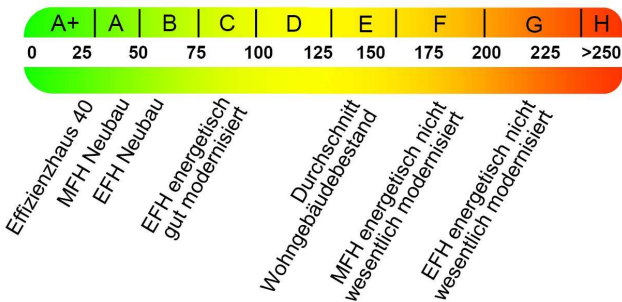 A+ A B C D E F G H
0 25 50 75 100 125 150 175 200 225 >250
Effizienzhaus 40
MFH Neubau
EFH Neubau
EFH energetisch
gut modernisiert
Durchschnitt
Wohngebäudebestand
MFH energetisch nicht
wesentlich modernisiert
EFH energetisch nicht
wesentlich modernisiert